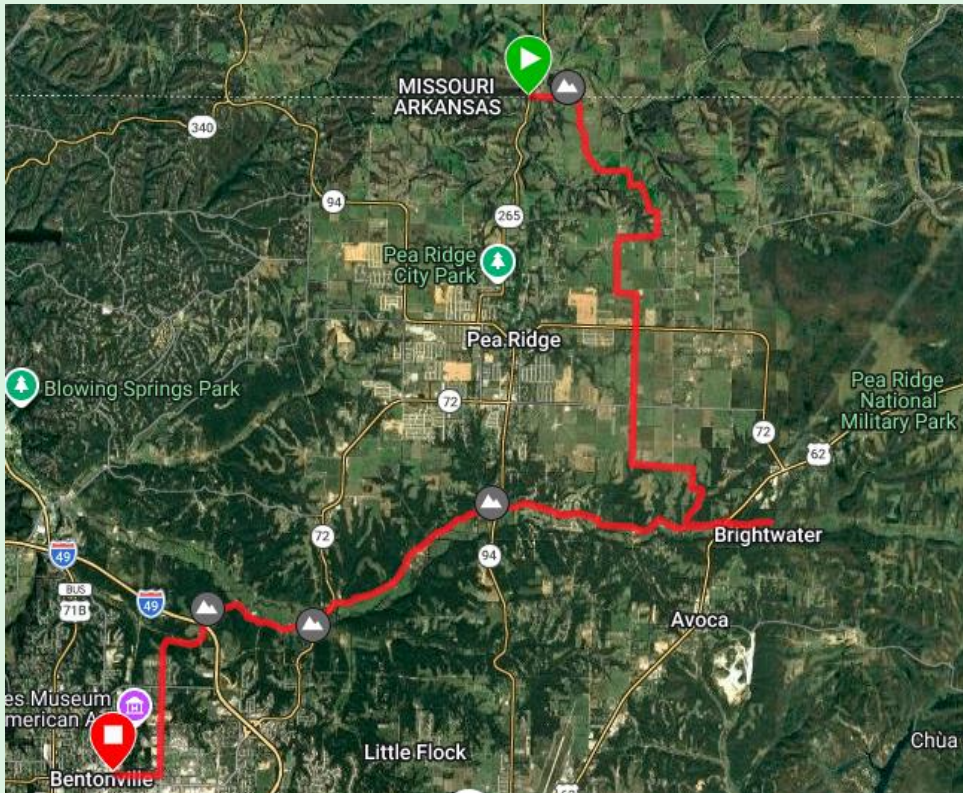 MISSOURI
ARKANSAS
340
94
265
Pea Ridge
City Park
Pea Ridge
Blowing Springs Park
72
Pea Ridge
National
Military Park
72
62
Brightwater
72
94
49
BUS
71B
49
Avoca
es Museum
merican A
Little Flock
Chùa
Bentonville